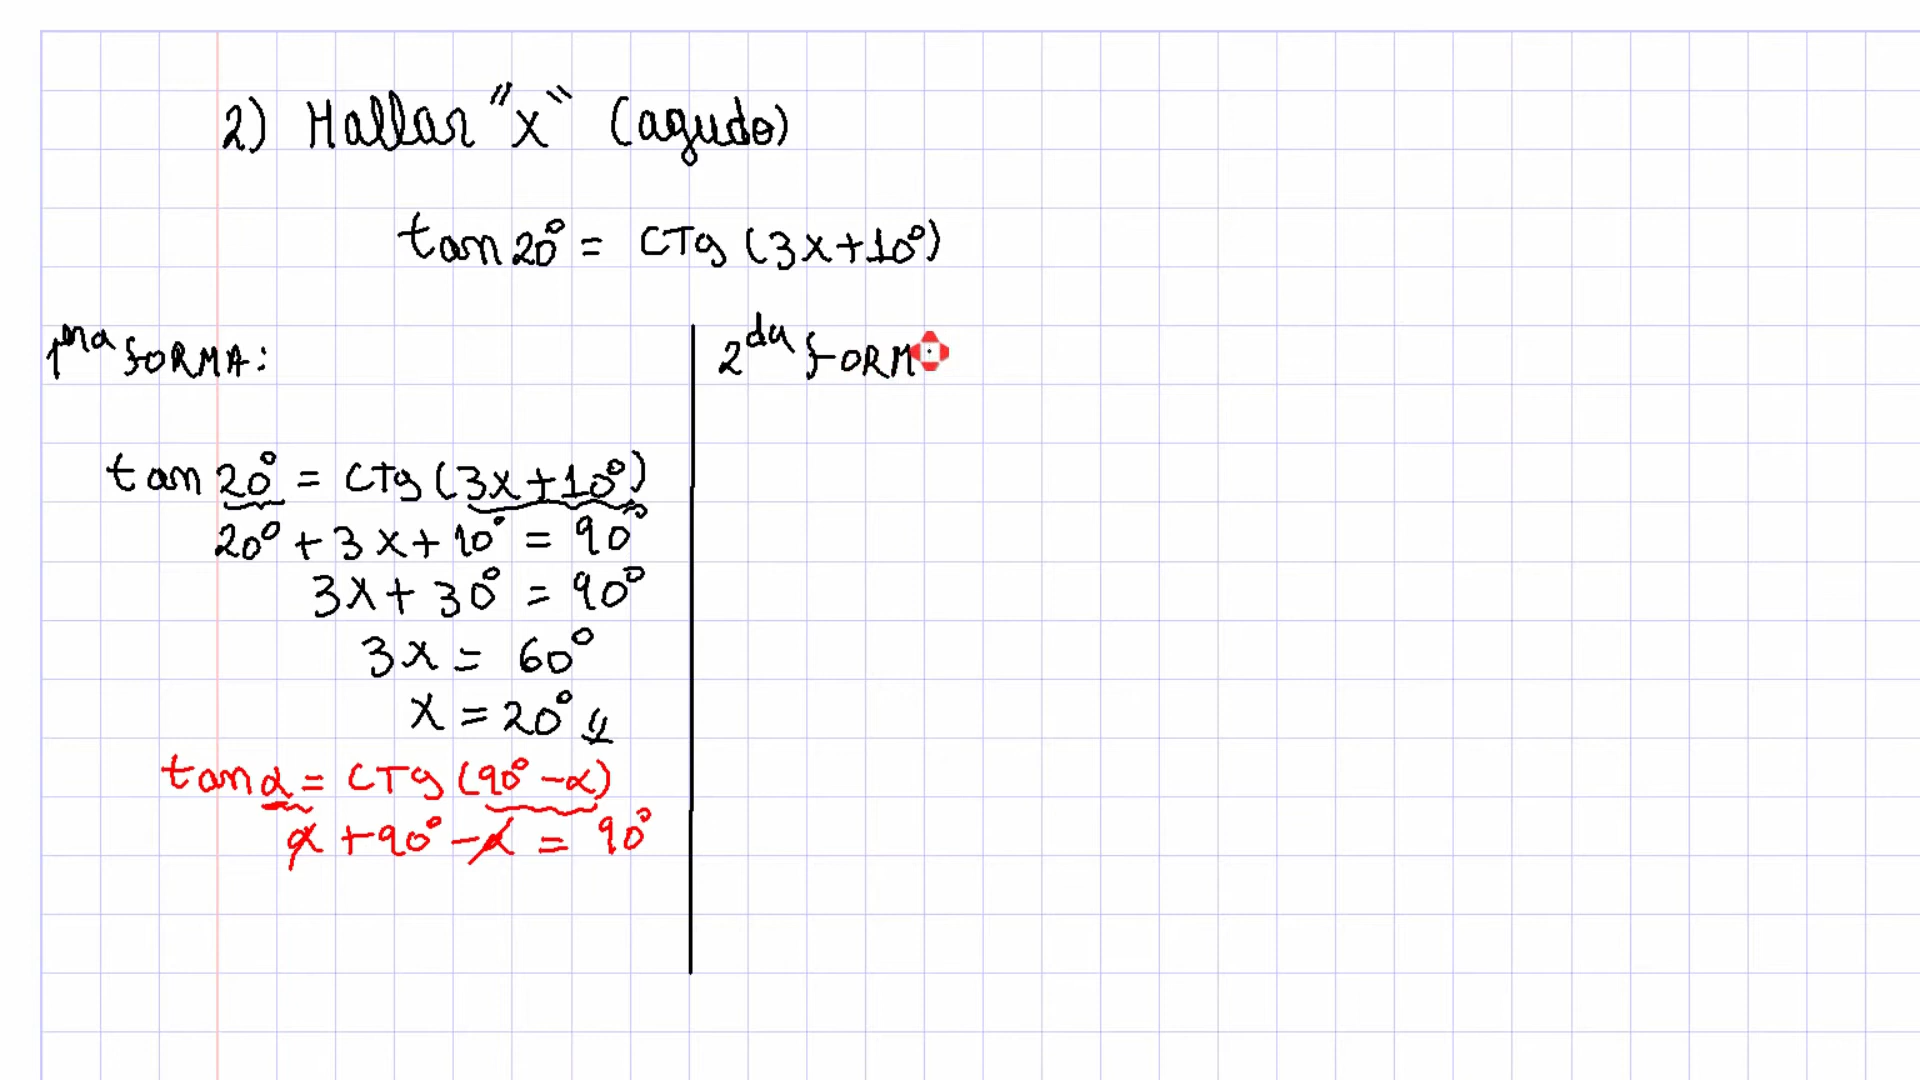 2) Hallar "x" (agudo)
tan 20° = CTg (3x+10°)
1ra FORMA:
tan 20° = CTg (3x+10°)
20° + 3x + 10° = 90°
3x + 30° = 90°
3x = 60°
x = 20°
tan α = CTg (90° - α)
α + 90° - α = 90°
2da FORM